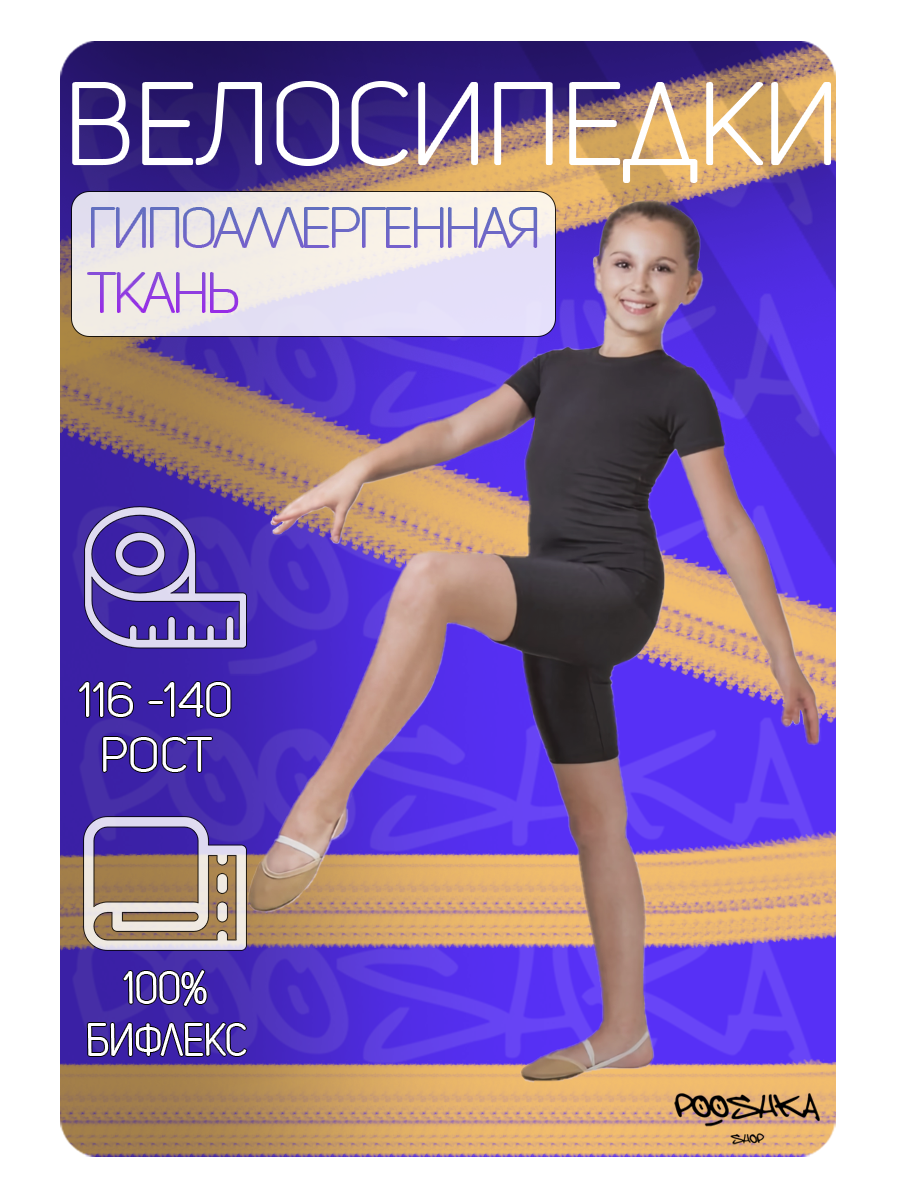 ВЕЛОСИПЕДКИ
ГИПОАЛЛЕРГЕННАЯ
ТКАНЬ
116 -140
РОСТ
100%
БИФЛЕКС
POOSHKA
SHOP